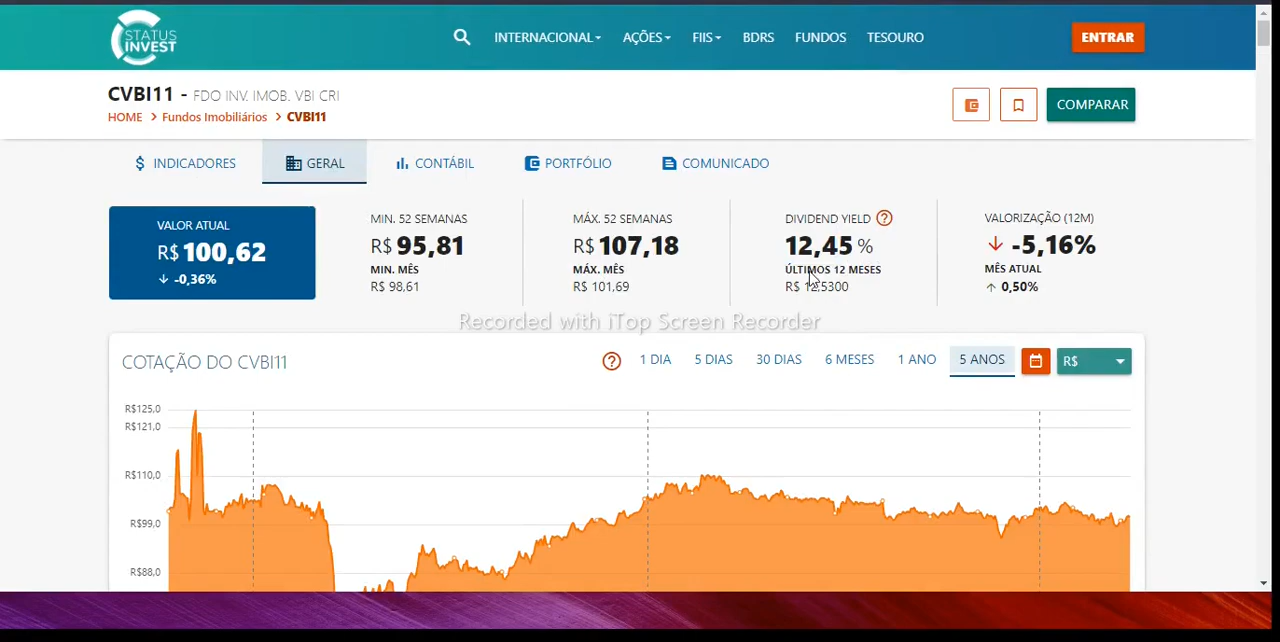 STATUS
INVEST
INTERNACIONAL
AÇÕES
FIIS
BDRS
FUNDOS
TESOURO
ENTRAR
CVBI11 - FDO INV. IMOB. VBI CRI
HOME > Fundos Imobiliários > CVBI11
COMPARAR
INDICADORES
GERAL
CONTÁBIL
PORTFÓLIO
COMUNICADO
VALOR ATUAL
R$ 100,62
-0,36%
MIN. 52 SEMANAS
R$ 95,81
MIN. MÊS
R$ 98,61
MÁX. 52 SEMANAS
R$ 107,18
MÁX. MÊS
R$ 101,69
DIVIDEND YIELD ?
12,45 %
ÚLTIMOS 12 MESES
R$ 12,5300
VALORIZAÇÃO (12M)
-5,16%
MÊS ATUAL
0,50%
Recorded with iTop Screen Recorder
COTAÇÃO DO CVBI11
?
1 DIA
5 DIAS
30 DIAS
6 MESES
1 ANO
5 ANOS
R$
R$125,0
R$121,0
R$110,0
R$99,0
R$88,0